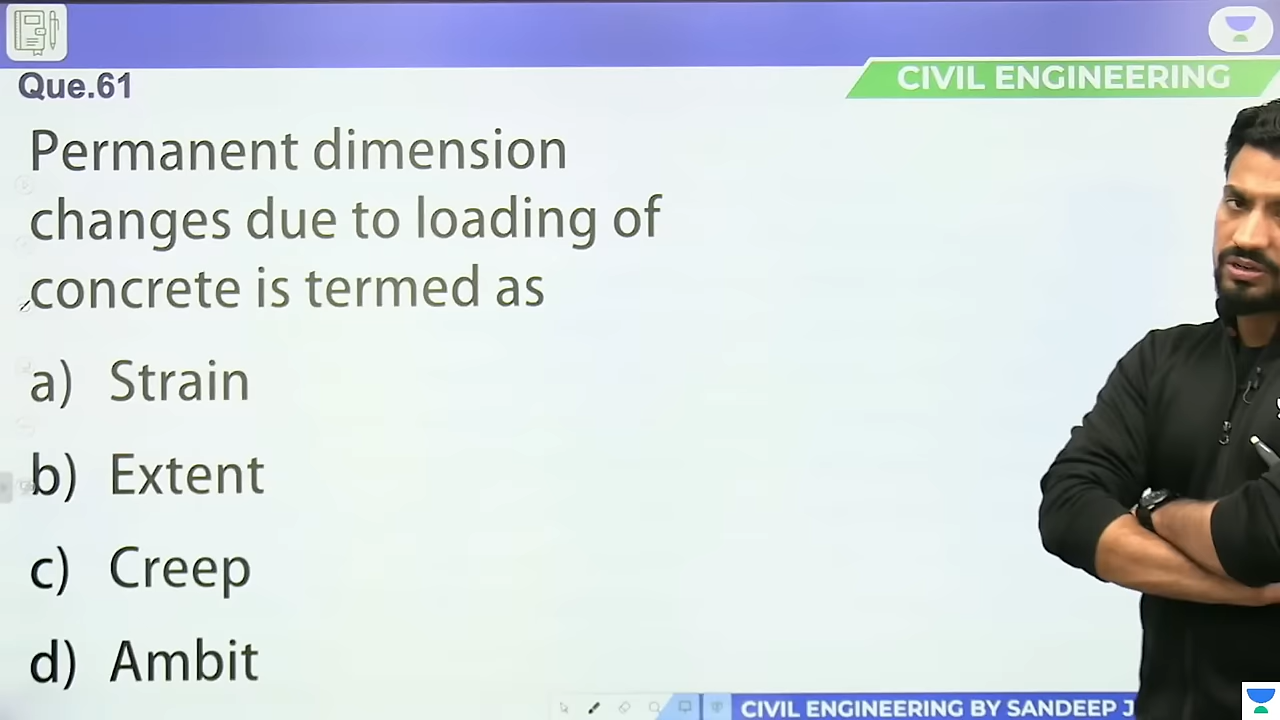 Que.61
CIVIL ENGINEERING
Permanent dimension
changes due to loading of
concrete is termed as
a) Strain
b) Extent
c) Creep
d) Ambit
CIVIL ENGINEERING BY SANDEEP J